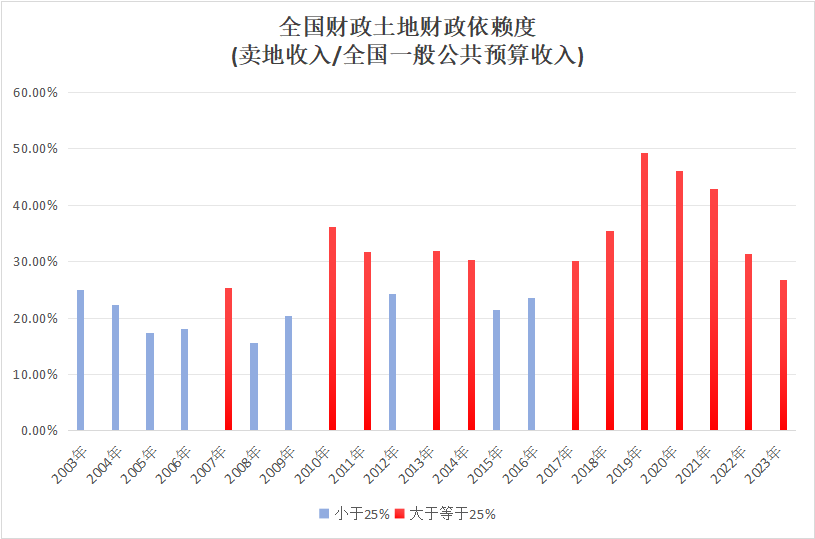 全国财政土地财政依赖度
(卖地收入/全国一般公共预算收入)
60.00%
50.00%
40.00%
30.00%
20.00%
10.00%
0.00%
2003年
2004年
2005年
2006年
2007年
2008年
2009年
2010年
2011年
2012年
2013年
2014年
2015年
2016年
2017年
2018年
2019年
2020年
2021年
2022年
2023年
小于25% 大于等于25%